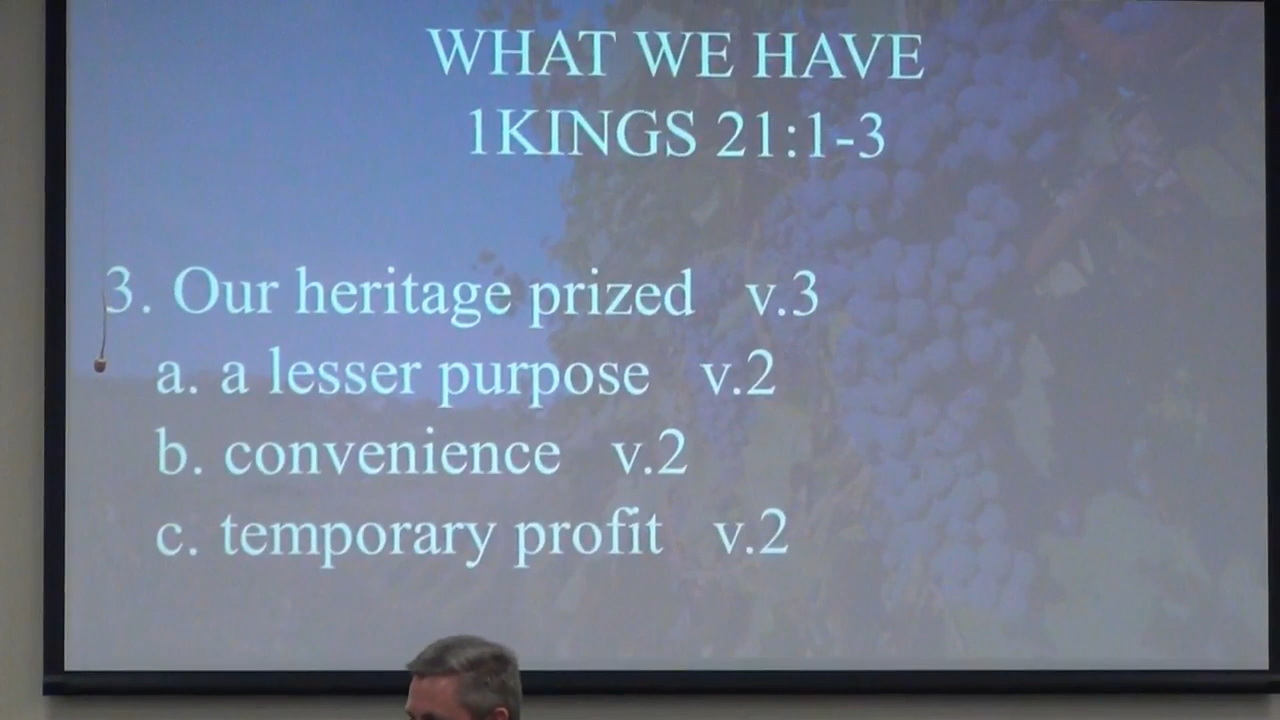 WHAT WE HAVE
1KINGS 21:1-3
3. Our heritage prized v.3
a. a lesser purpose v.2
b. convenience v.2
c. temporary profit v.2